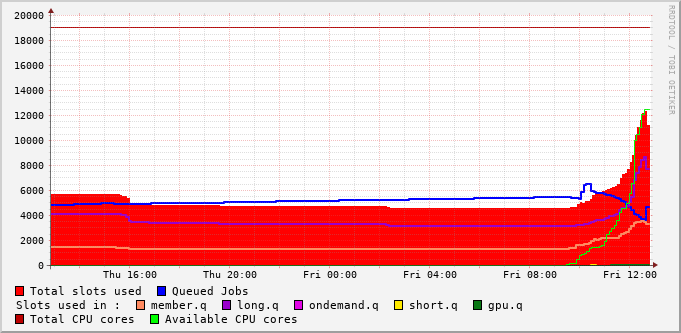 20000
18000
16000
14000
12000
10000
8000
6000
4000
2000
0
Thu 16:00 Thu 20:00 Fri 00:00 Fri 04:00 Fri 08:00 Fri 12:00
Total slots used Queued Jobs
Slots used in : member.q long.q ondemand.q short.q gpu.q
Total CPU cores Available CPU cores
RRDTOOL / TOBI OETIKER